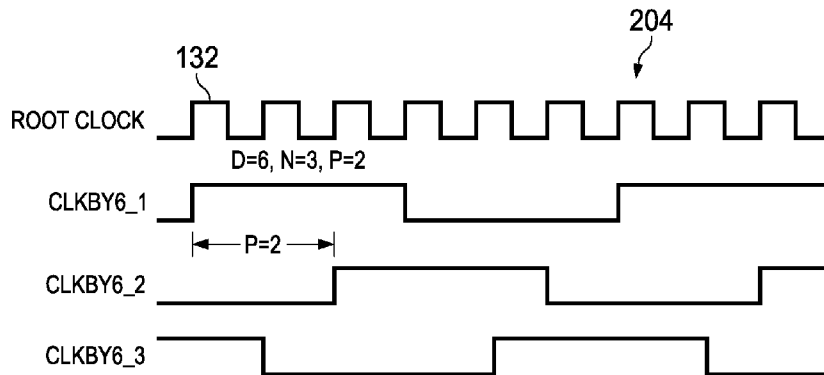 204
132
ROOT CLOCK
D=6, N=3, P=2
CLKBY6_1
P=2
CLKBY6_2
CLKBY6_3